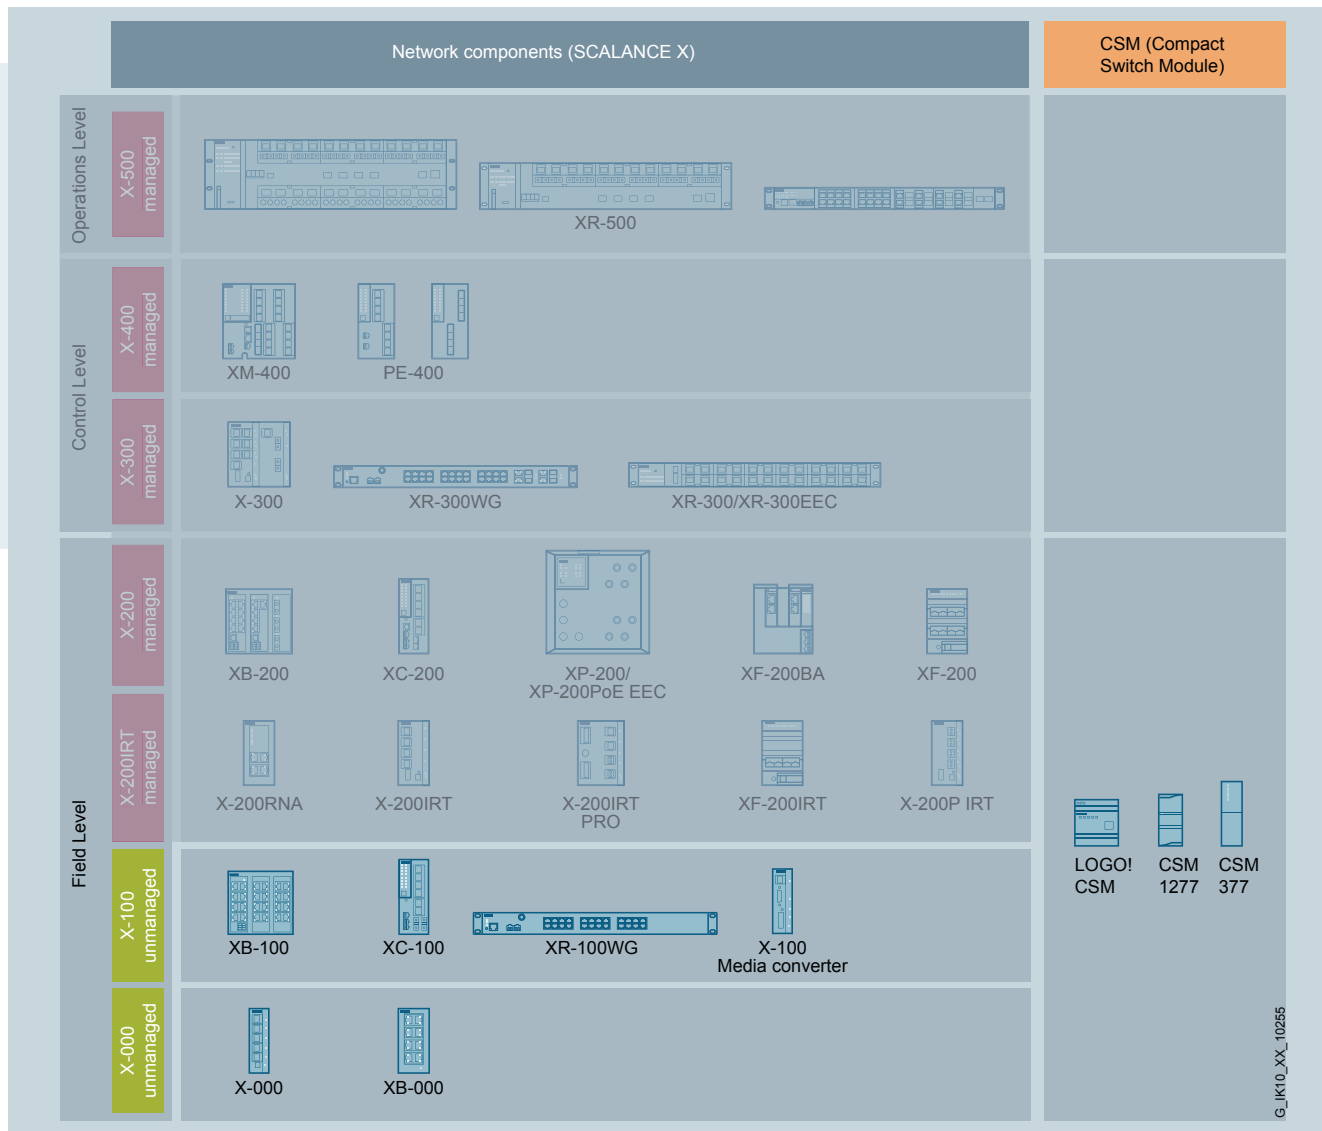 Network components (SCALANCE X)
CSM (Compact
Switch Module)
Operations Level
X-500
managed
XR-500
Control Level
X-400
managed
XM-400
PE-400
X-300
managed
X-300
XR-300WG
XR-300/XR-300EEC
Field Level
X-200
managed
XB-200
XC-200
XP-200/
XP-200PoE EEC
XF-200BA
XF-200
X-200IRT
managed
X-200RNA
X-200IRT
X-200IRT
PRO
XF-200IRT
X-200P IRT
X-100
unmanaged
XB-100
XC-100
XR-100WG
X-100
Media converter
X-000
unmanaged
X-000
XB-000
LOGO!
CSM
CSM
1277
CSM
377
G_IK10_XX_10255